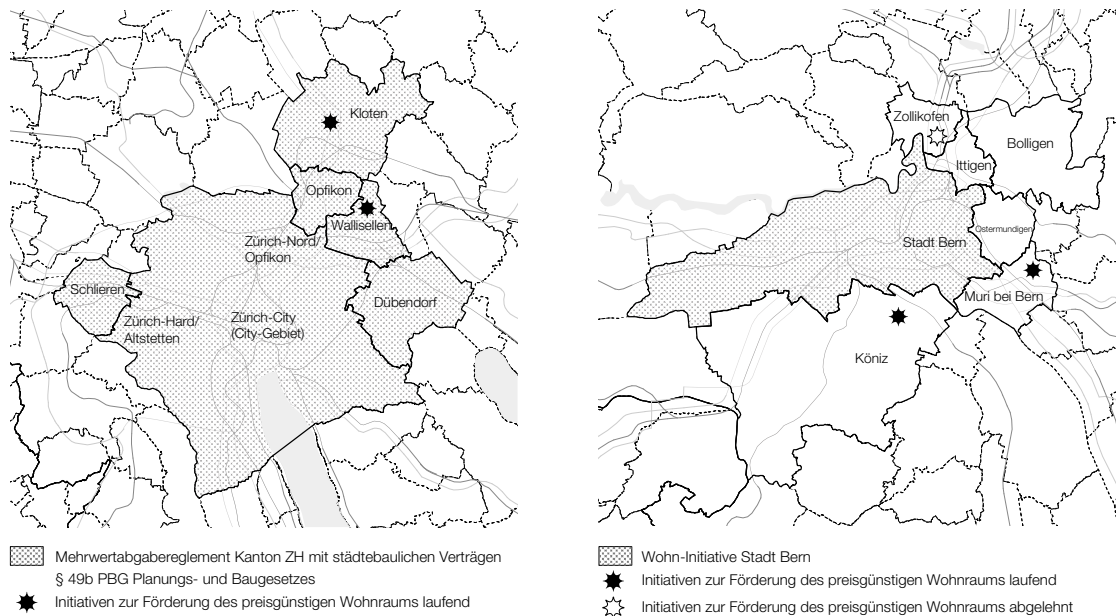 Kloten
Opfikon
Wallisellen
Zürich-Nord/
Opfikon
Schlieren
Dübendorf
Zürich-Hard/
Altstetten
Zürich-City
(City-Gebiet)
Mehrwertabgabereglement Kanton ZH mit städtebaulichen Verträgen
§ 49b PBG Planungs- und Baugesetzes
Initiativen zur Förderung des preisgünstigen Wohnraums laufend
Zollikofen
Bolligen
Ittigen
Ostermundigen
Stadt Bern
Muri bei Bern
Köniz
Wohn-Initiative Stadt Bern
Initiativen zur Förderung des preisgünstigen Wohnraums laufend
Initiativen zur Förderung des preisgünstigen Wohnraums abgelehnt